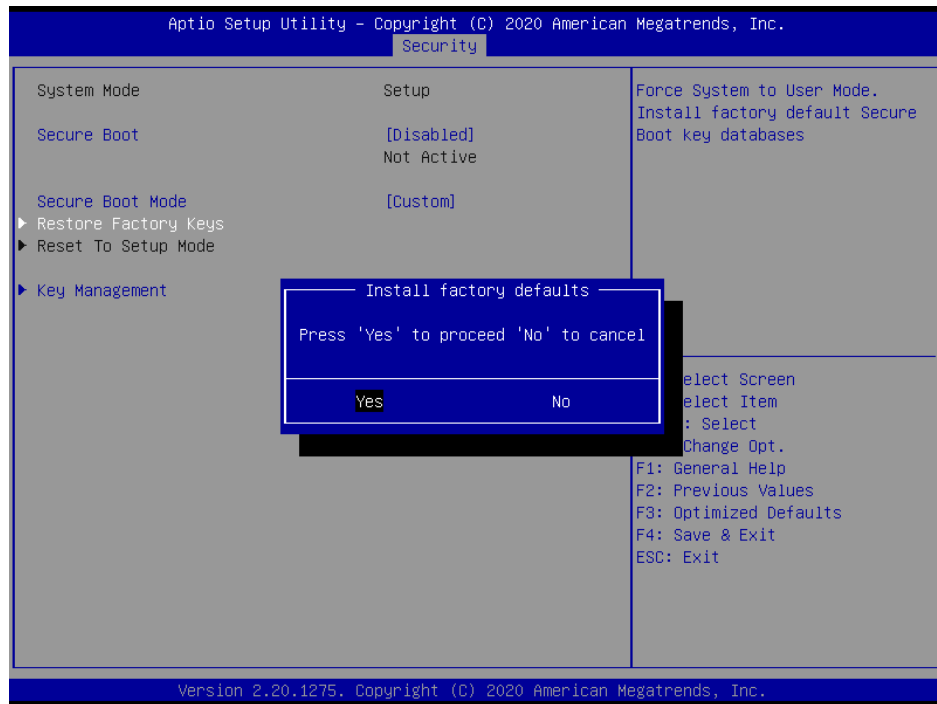 Aptio Setup Utility – Copyright (C) 2020 American Megatrends, Inc.
Security
System Mode Setup
Secure Boot [Disabled]
Not Active
Secure Boot Mode [Custom]
Restore Factory Keys
Reset To Setup Mode
Key Management
Force System to User Mode.
Install factory default Secure
Boot key databases
Install factory defaults
Press 'Yes' to proceed 'No' to cancel
Yes No
elect Screen
elect Item
: Select
Change Opt.
F1: General Help
F2: Previous Values
F3: Optimized Defaults
F4: Save & Exit
ESC: Exit
Version 2.20.1275. Copyright (C) 2020 American Megatrends, Inc.